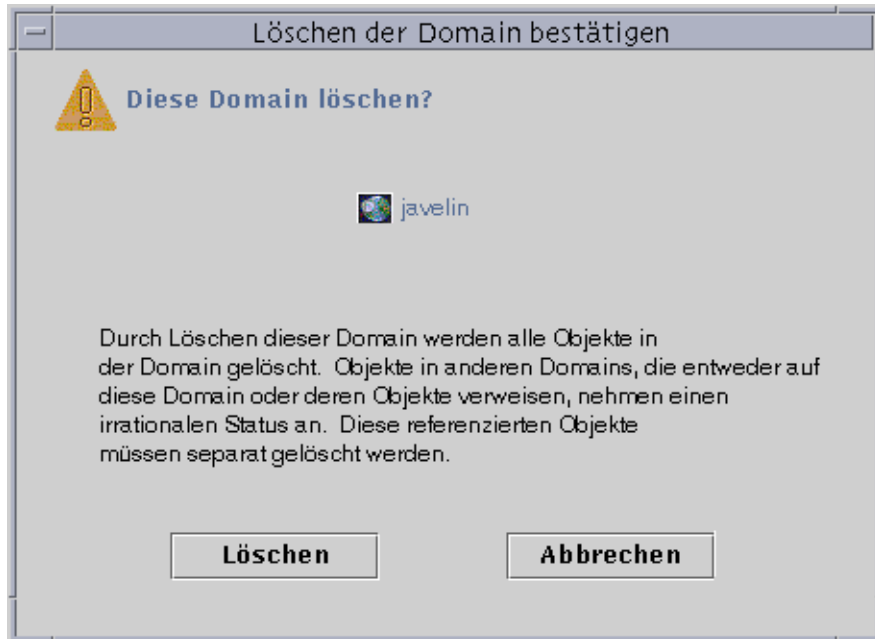 Löschen der Domain bestätigen
Diese Domain löschen?
javelin
Durch Löschen dieser Domain werden alle Objekte in
der Domain gelöscht. Objekte in anderen Domains, die entweder auf
diese Domain oder deren Objekte verweisen, nehmen einen
irrationalen Status an. Diese referenzierten Objekte
müssen separat gelöscht werden.
Löschen
Abbrechen